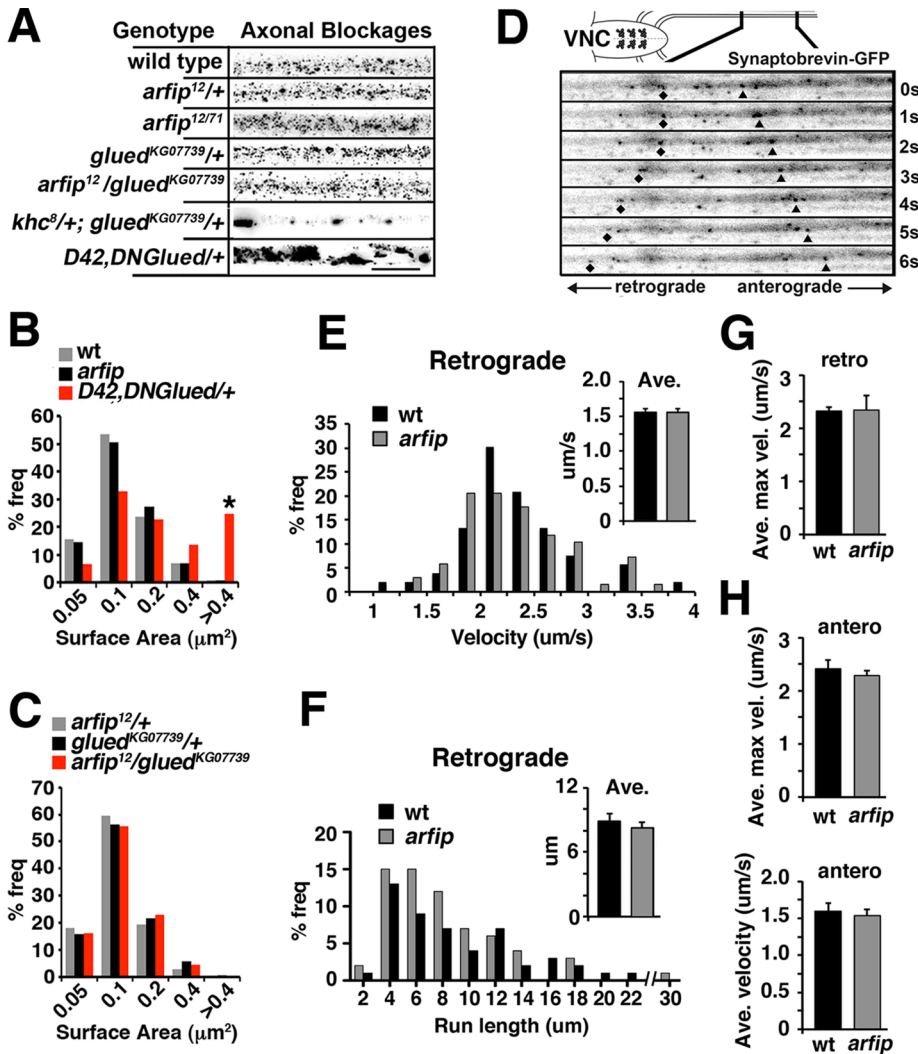 A
Genotype Axonal Blockages
wild type
arfip12/+
arfip12/71
gluedKG07739/+
arfip12/gluedKG07739
khc8/+; gluedKG07739/+
D42,DNGlued/+
D
VNC
Synaptobrevin-GFP
0s
1s
2s
3s
4s
5s
6s
retrograde anterograde
B
wt
arfip
D42,DNGlued/+
60
50
40
30
20
10
0
% freq
*
0.05 0.1 0.2 0.4 >0.4
Surface Area (µm2)
C
arfip12/+
gluedKG07739/+
arfip12/gluedKG07739
70
60
50
40
30
20
10
0
% freq
0.05 0.1 0.2 0.4 >0.4
Surface Area (µm2)
E
Retrograde
wt
arfip
35
30
25
20
15
10
5
0
% freq
1 1.5 2 2.5 3 3.5 4
Velocity (um/s)
Ave.
2.0
1.5
1.0
0.5
0
um/s
F
Retrograde
wt
arfip
20
15
10
5
0
% freq
2 4 6 8 10 12 14 16 18 20 22 30
Run length (um)
Ave.
12
9
6
0
um
G
retro
3
2
1
0
Ave. max vel. (um/s)
wt arfip
H
antero
3
2
1
0
Ave. max vel. (um/s)
wt arfip
antero
2.0
1.5
1.0
0.5
0
Ave. velocity (um/s)
wt arfip